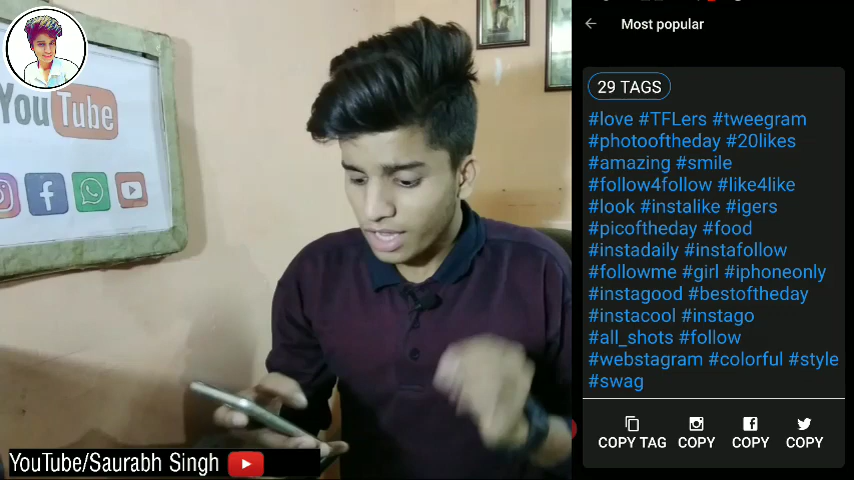 YouTube
Most popular
29 TAGS
#love #TFLers #tweegram
#photooftheday #20likes
#amazing #smile
#follow4follow #like4like
#look #instalike #igers
#picoftheday #food
#instadaily #instafollow
#followme #girl #iphoneonly
#instagood #bestoftheday
#instacool #instago
#all_shots #follow
#webstagram #colorful #style
#swag
COPY TAG COPY COPY COPY
YouTube/Saurabh Singh